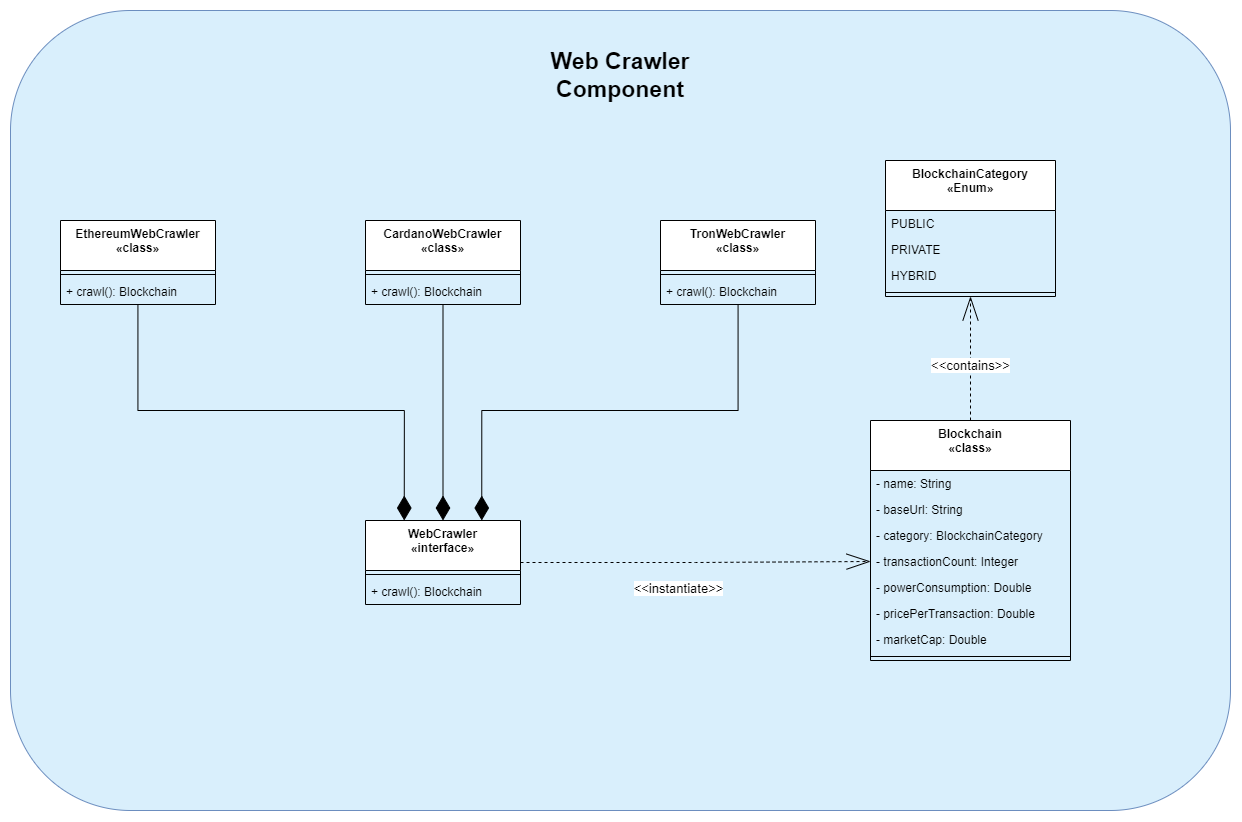 Web Crawler
Component
BlockchainCategory
«Enum»
PUBLIC
PRIVATE
HYBRID
EthereumWebCrawler
«class»
+ crawl(): Blockchain
CardanoWebCrawler
«class»
+ crawl(): Blockchain
TronWebCrawler
«class»
+ crawl(): Blockchain
<<contains>>
Blockchain
«class»
- name: String
- baseUrl: String
- category: BlockchainCategory
- transactionCount: Integer
- powerConsumption: Double
- pricePerTransaction: Double
- marketCap: Double
WebCrawler
«interface»
+ crawl(): Blockchain
<<instantiate>>